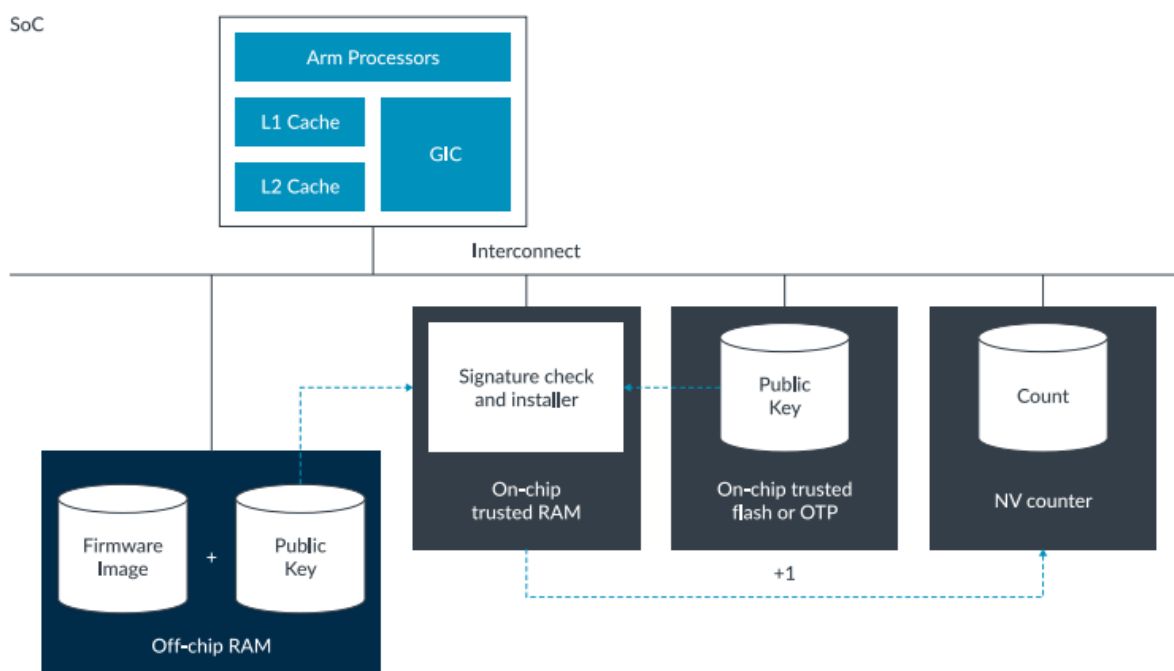 SoC
Arm Processors
L1 Cache
GIC
L2 Cache
Interconnect
Signature check
and installer
On-chip
trusted RAM
Public
Key
On-chip trusted
flash or OTP
Count
NV counter
Firmware
Image
+
Public
Key
Off-chip RAM
+1